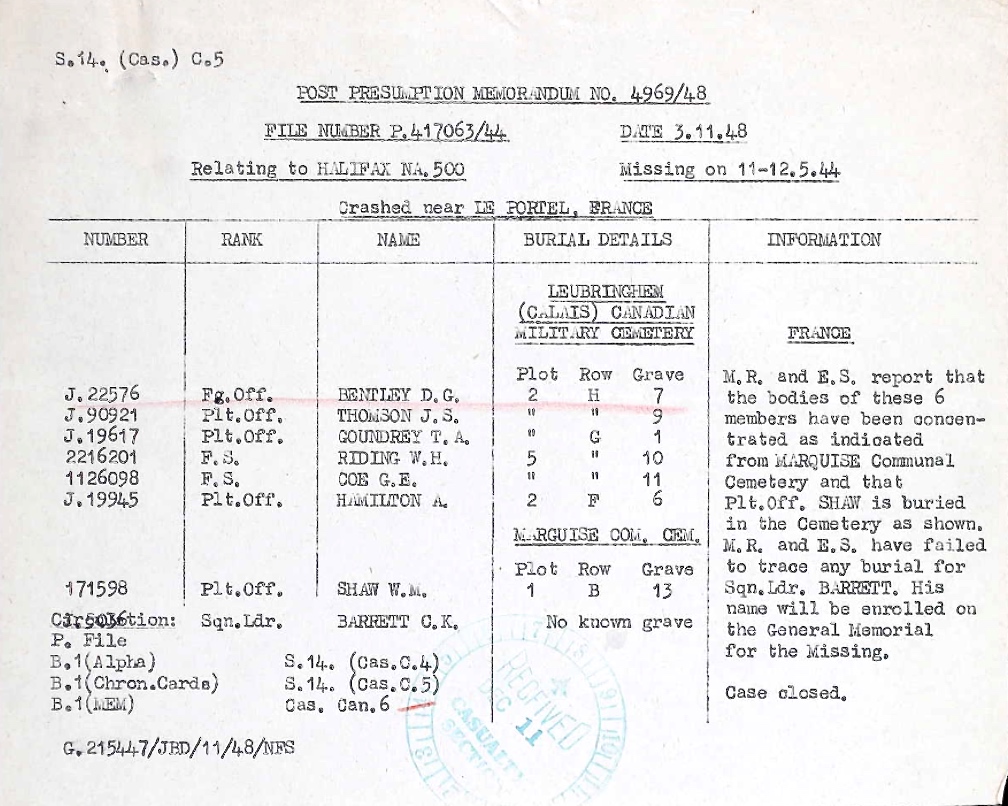 S.14. (Cas.) C.5
POST PRESUMPTION MEMORANDUM NO. 4969/48
FILE NUMBER P.417063/44 DATE 3.11.48
Relating to HALIFAX NA.500 Missing on 11-12.5.44
Crashed near LE PORTEL, FRANCE
NUMBER RANK NAME BURIAL DETAILS INFORMATION
LEUBRINGHEM
(CALAIS) CANADIAN
MILITARY CEMETERY FRANCE
Plot Row Grave M.R. and E.S. report that
J.22576 Fg.Off. BENTLEY D.G. 2 H 7 the bodies of these 6
J.90921 Plt.Off. THOMSON J.S. " " 9 members have been concen-
J.19617 Plt.Off. GOUNDREY T.A. " G 1 trated as indicated
2216201 F.S. RIDING W.H. 5 " 10 from MARQUISE Communal
1126098 F.S. COE G.E. " " 11 Cemetery and that
J.19945 Plt.Off. HAMILTON A. 2 F 6 Plt.Off. SHAW is buried
in the Cemetery as shown.
MARGUISE COM. CEM. M.R. and E.S. have failed
Plot Row Grave to trace any burial for
171598 Plt.Off. SHAW W.M. 1 B 13 Sqn.Ldr. BARRETT. His
name will be enrolled on
Circulation: Sqn.Ldr. BARRETT C.K. No known grave the General Memorial
P. File for the Missing.
B.1(Alpha) S.14. (Cas.C.4)
B.1(Chron.Cards) S.14. (Cas.C.5) Case closed.
B.1(MEM) Cas. Can.6
RECEIVED
DEC 11
CASUALTY
SECTION
G.215447/JBD/11/48/NFS